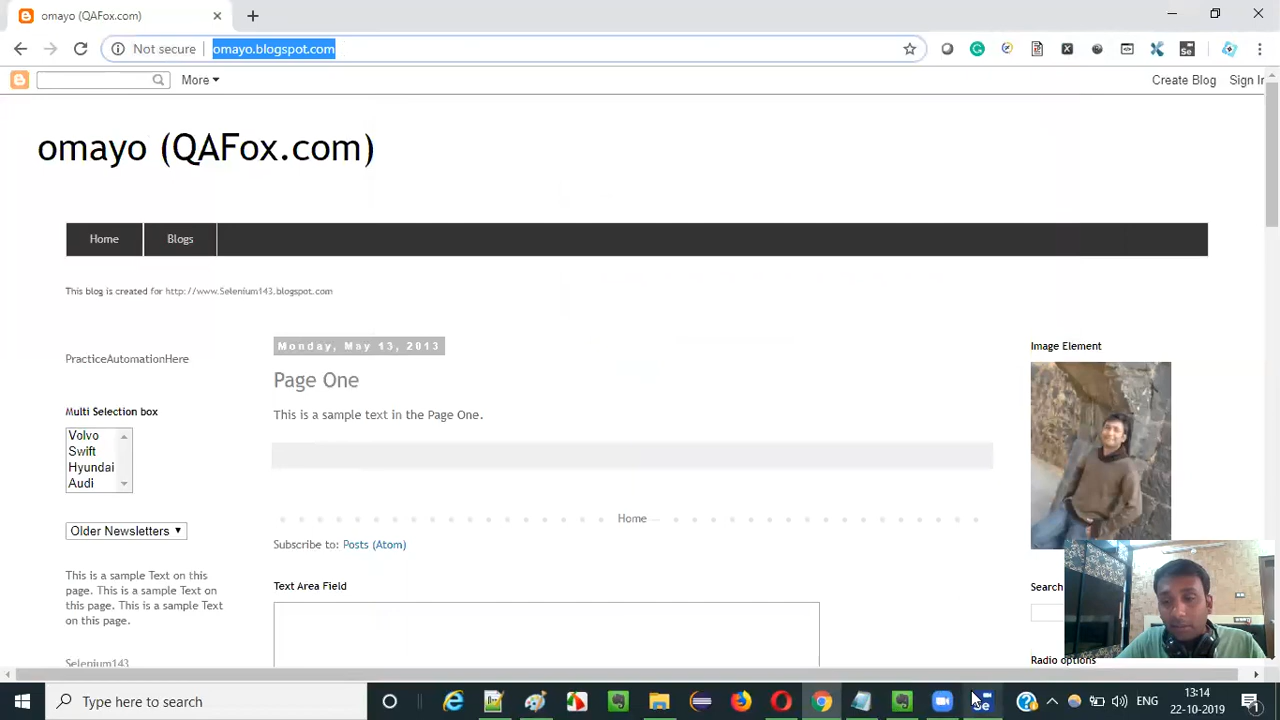 omayo (QAFox.com)
Not secure
omayo.blogspot.com
More
Create Blog
Sign In
omayo (QAFox.com)
Home
Blogs
This blog is created for http://www.Selenium143.blogspot.com
PracticeAutomationHere
Multi Selection box
Volvo
Swift
Hyundai
Audi
Older Newsletters
This is a sample Text on this
page. This is a sample Text on
this page. This is a sample Text
on this page.
Selenium143
Monday, May 13, 2013
Page One
This is a sample text in the Page One.
Home
Subscribe to: Posts (Atom)
Text Area Field
Image Element
Search
Radio options
Type here to search
ENG
13:14
22-10-2019